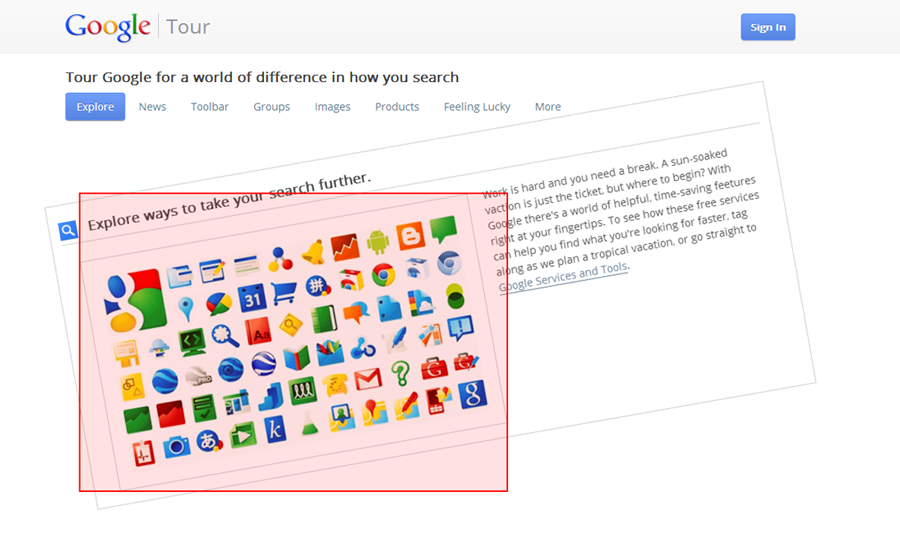 Google Tour
Sign In
Tour Google for a world of difference in how you search
Explore News Toolbar Groups Images Products Feeling Lucky More
Explore ways to take your search further.
Work is hard and you need a break. A sun-soaked
vaction is just the ticket, but where to begin? With
Google there's a world of helpful, time-saving feetures
right at your fingertips. To see how these free services
can help you find what you're looking for faster, tag
along as we plan a tropical vacation, or go straight to
Google Services and Tools.
31
拼
Aa
PRO
G
あ
k
g